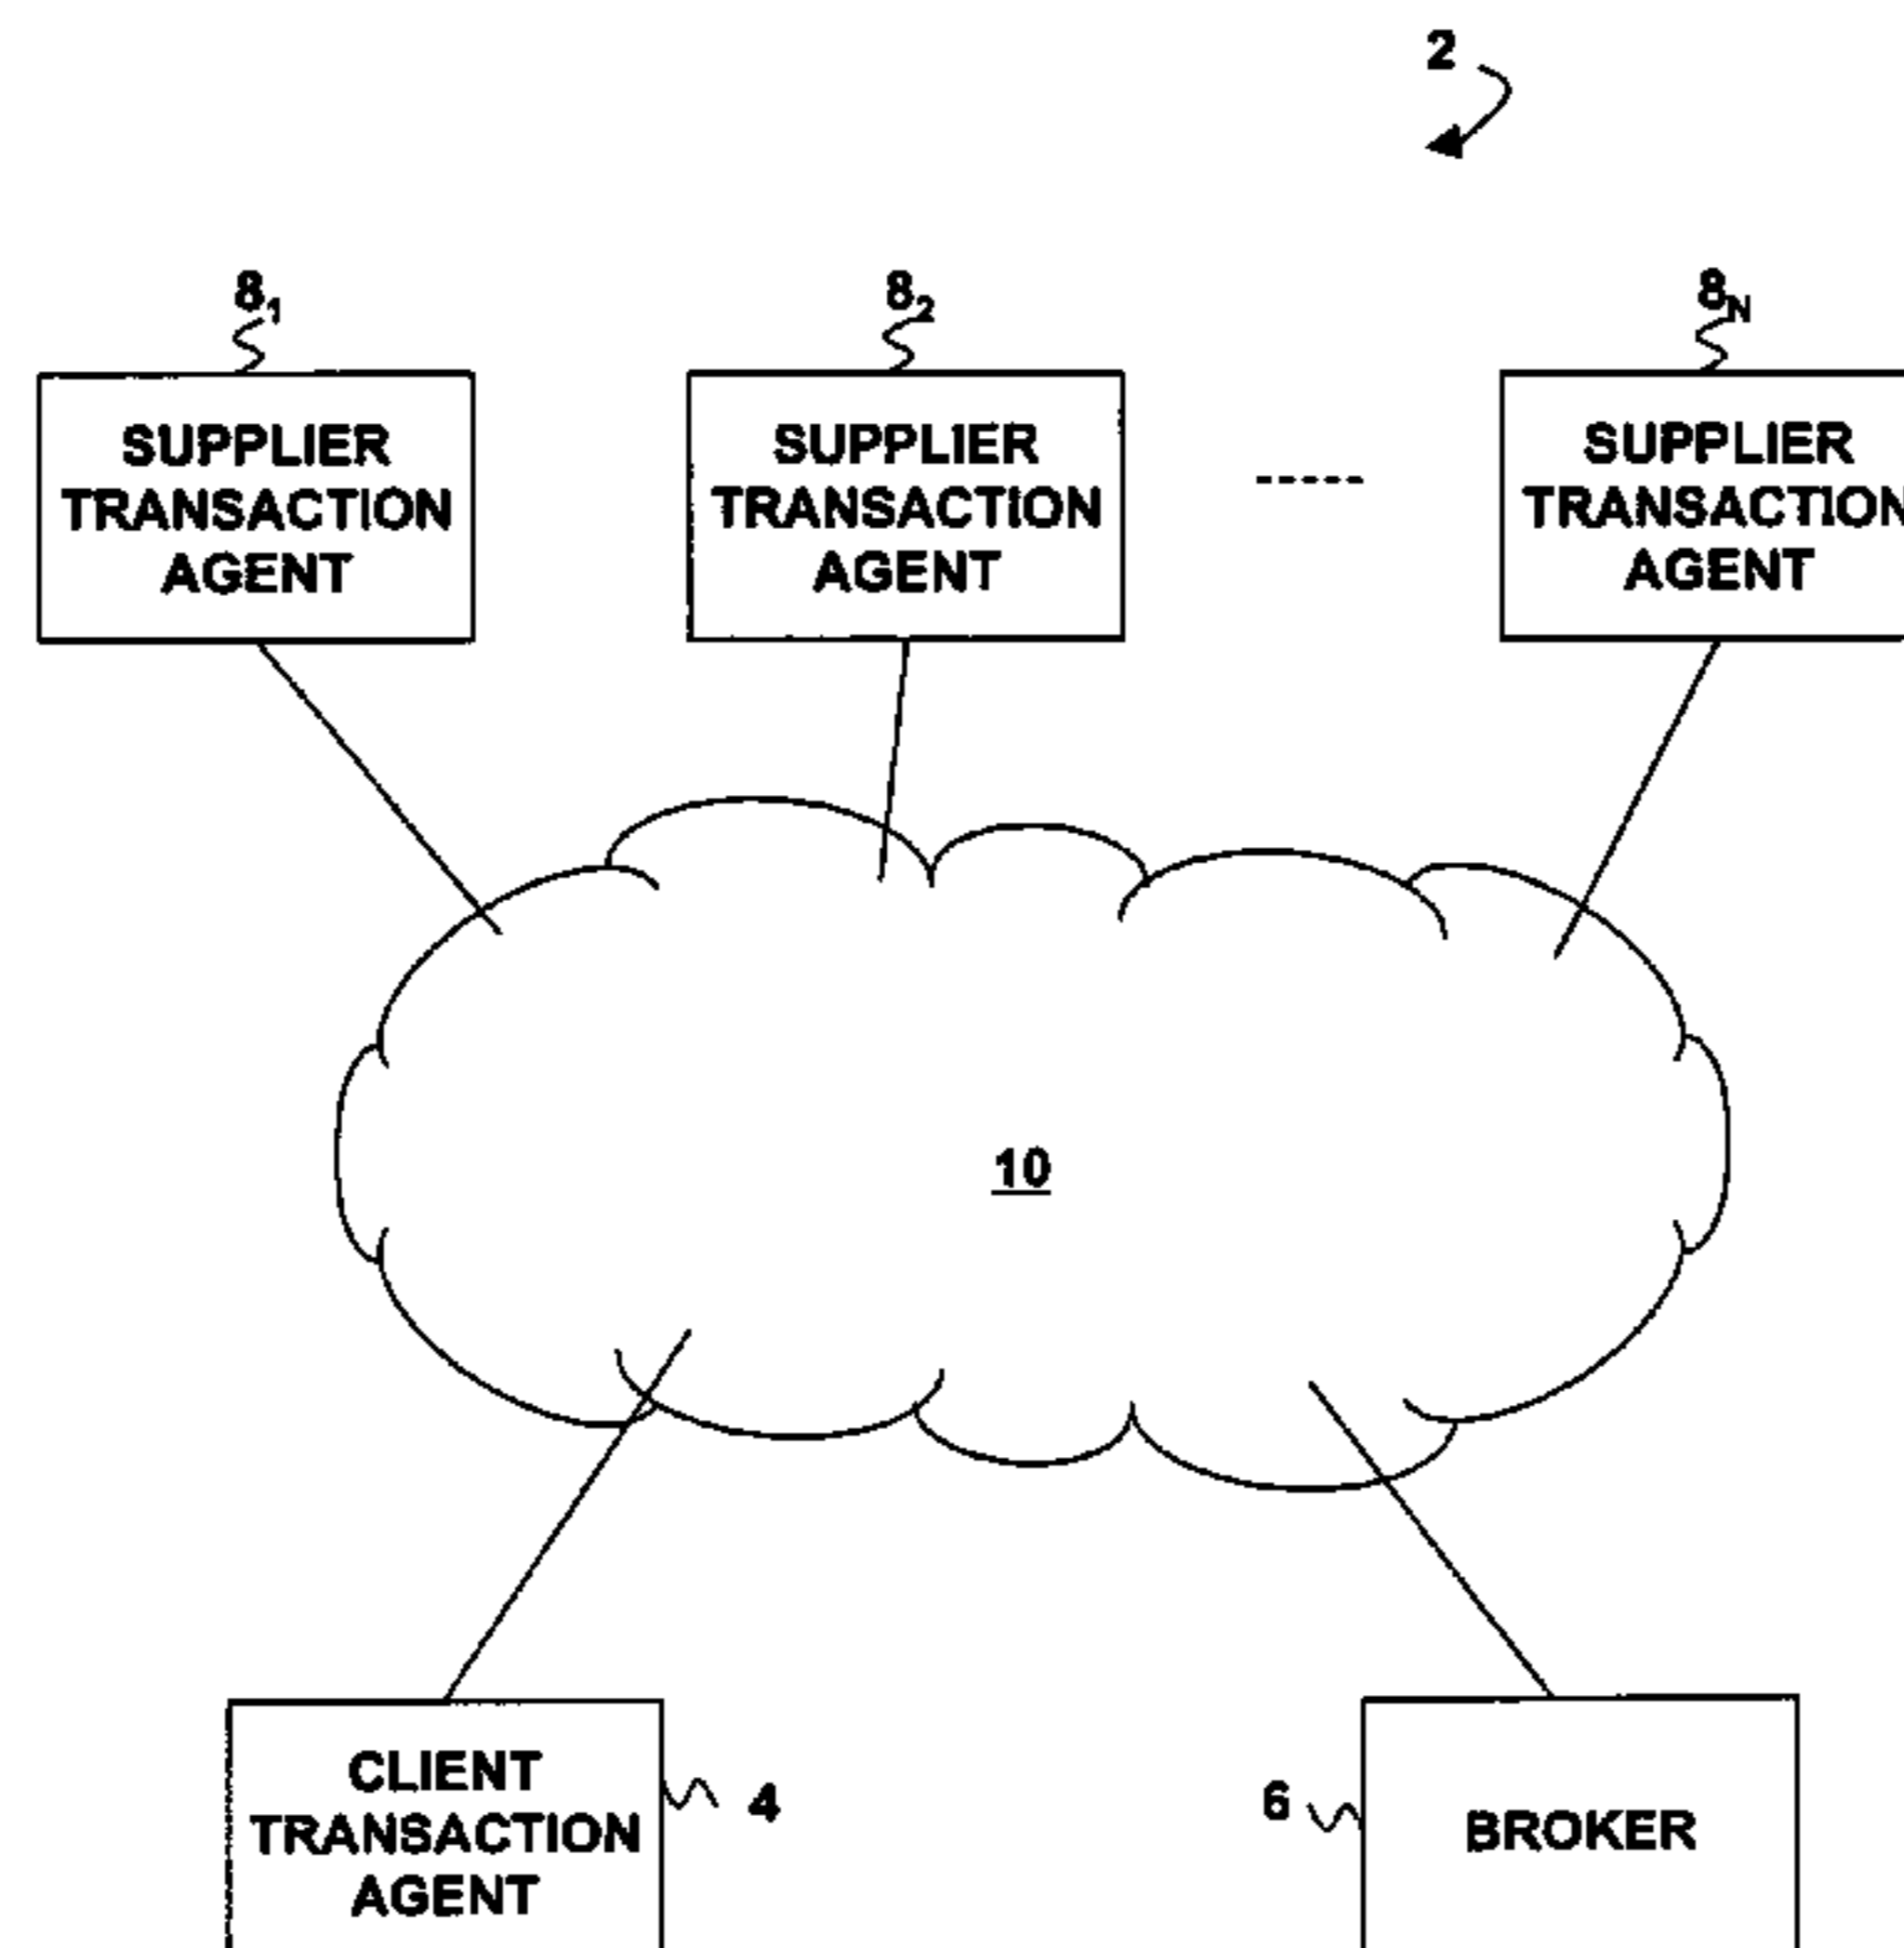 2
8₁
8₂
8N
SUPPLIER
TRANSACTION
AGENT
SUPPLIER
TRANSACTION
AGENT
SUPPLIER
TRANSACTION
AGENT
10
CLIENT
TRANSACTION
AGENT
4
6
BROKER